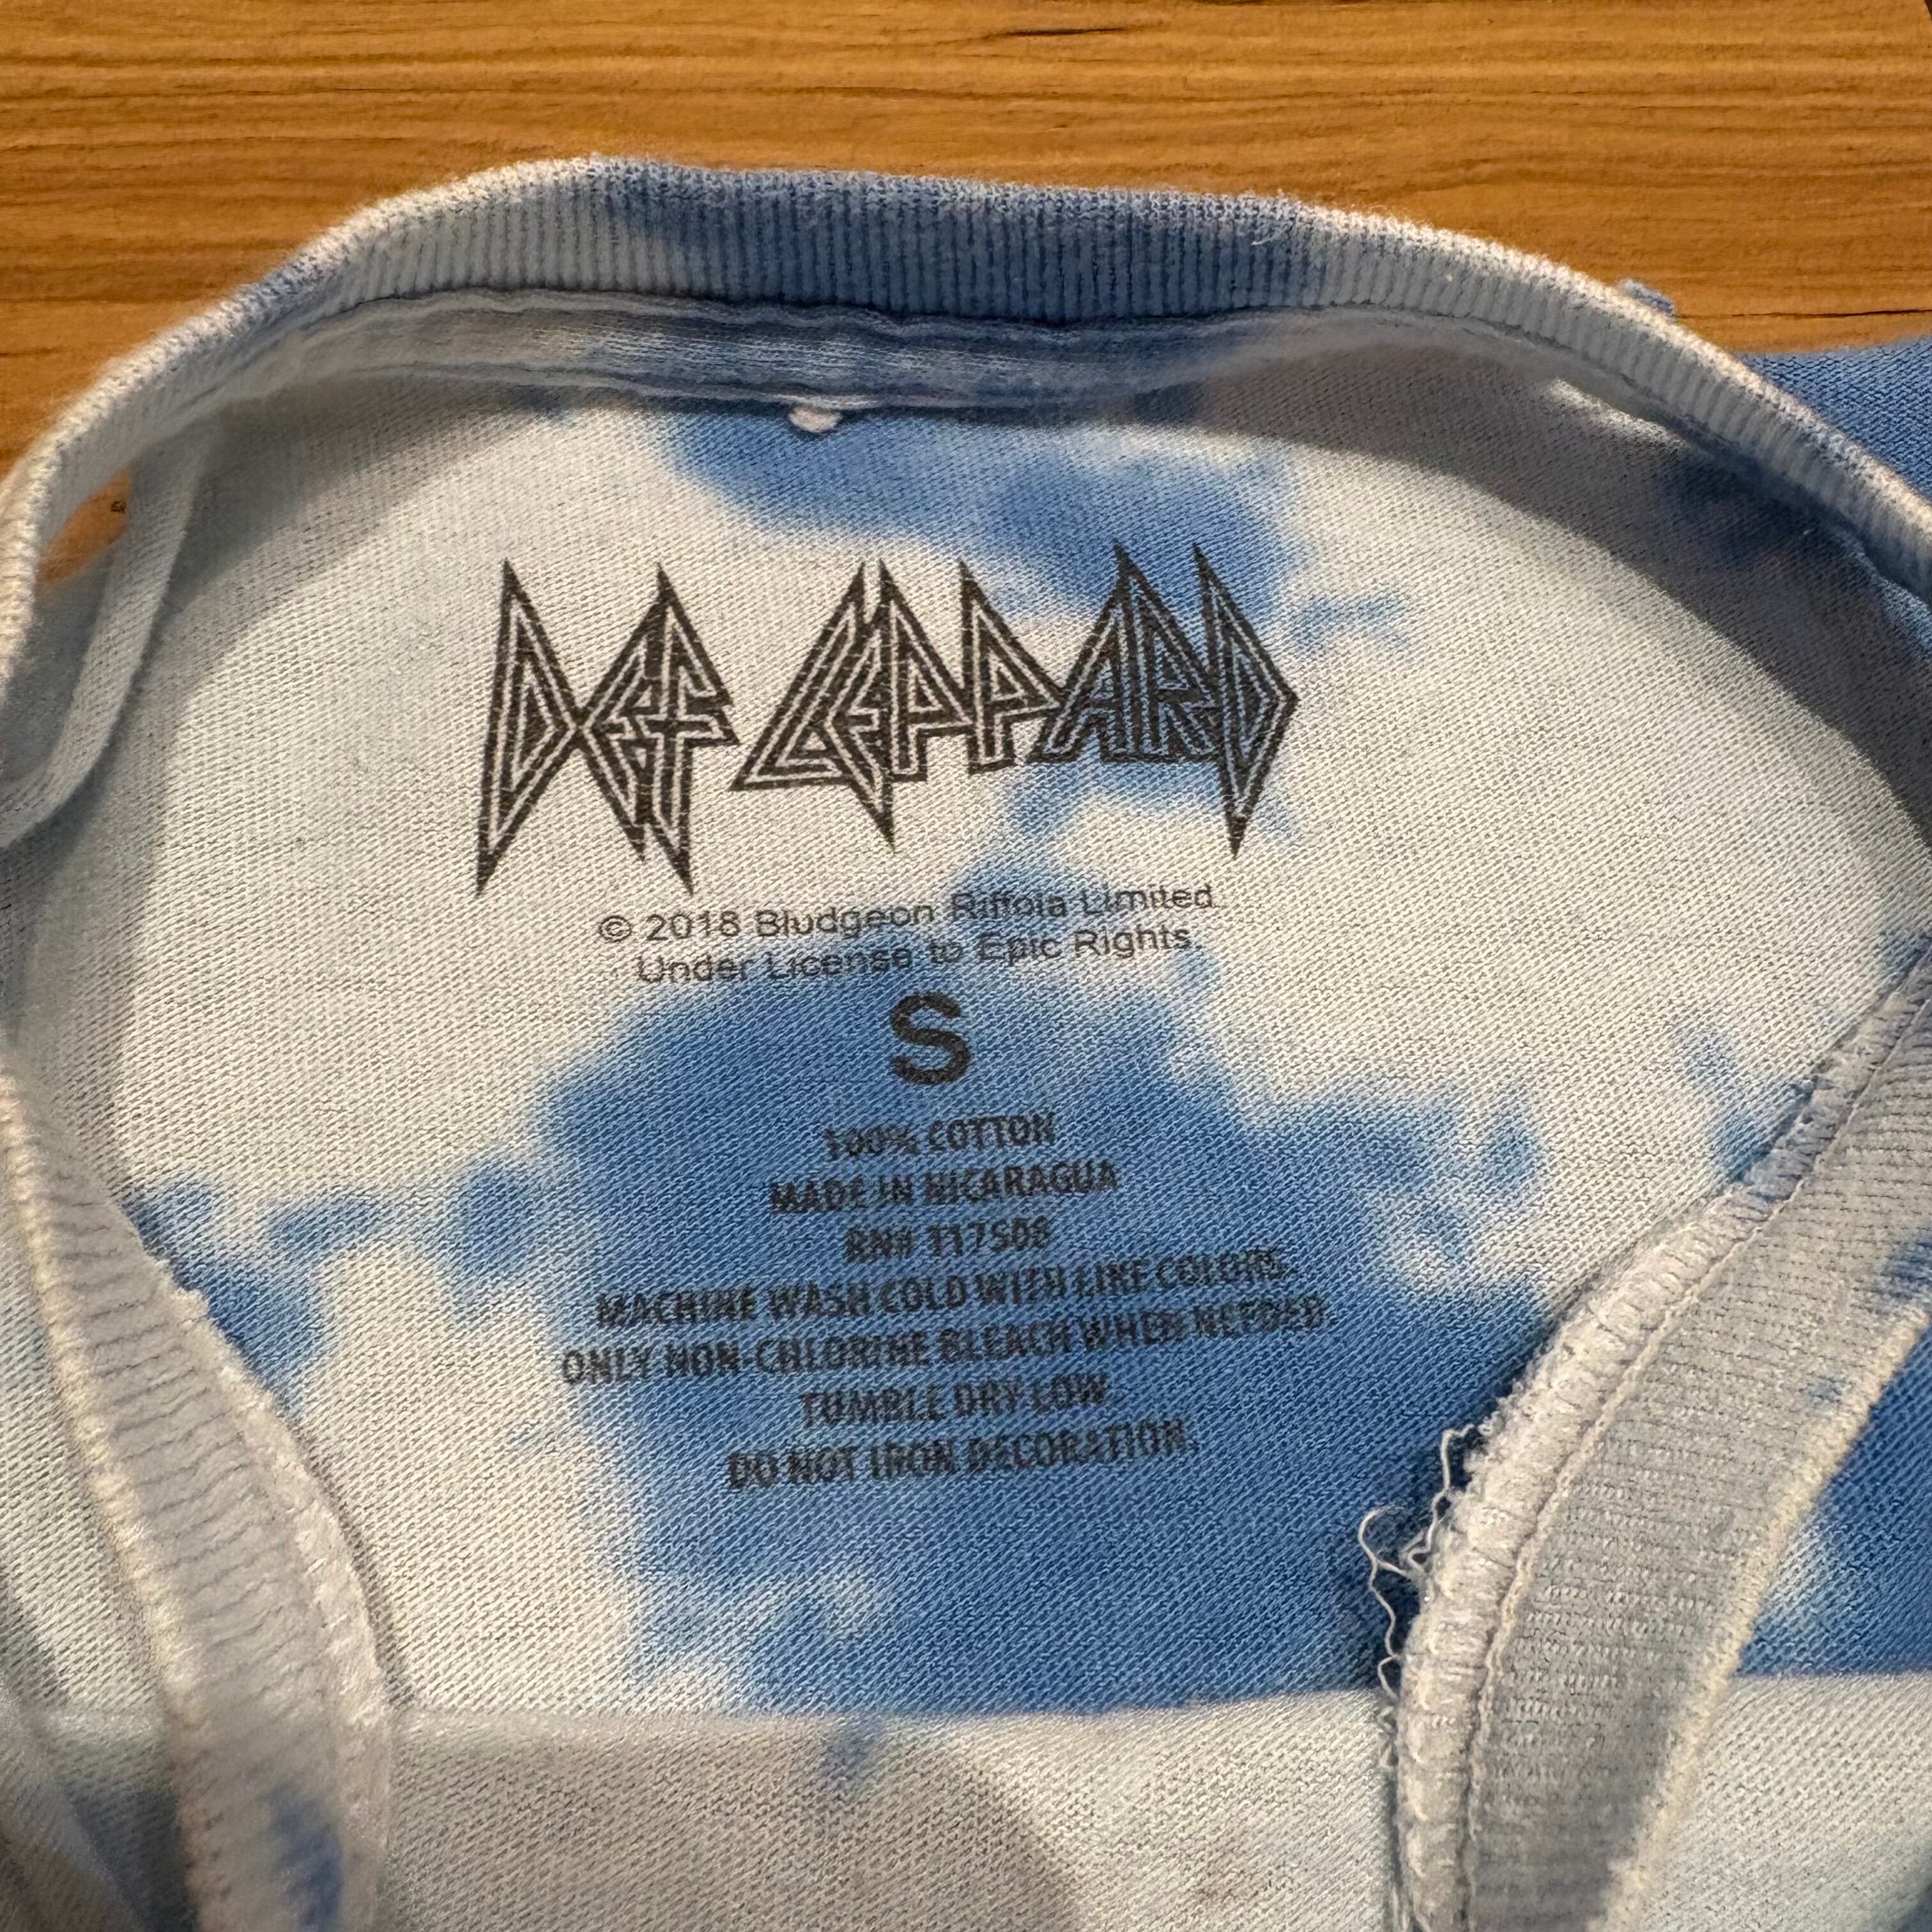 DEF LEPPARD
© 2018 Bludgeon Riffola Limited.
Under License to Epic Rights.
S
100% COTTON
MADE IN NICARAGUA
RN# 117508
MACHINE WASH COLD WITH LIKE COLORS.
ONLY NON-CHLORINE BLEACH WHEN NEEDED.
TUMBLE DRY LOW.
DO NOT IRON DECORATION.